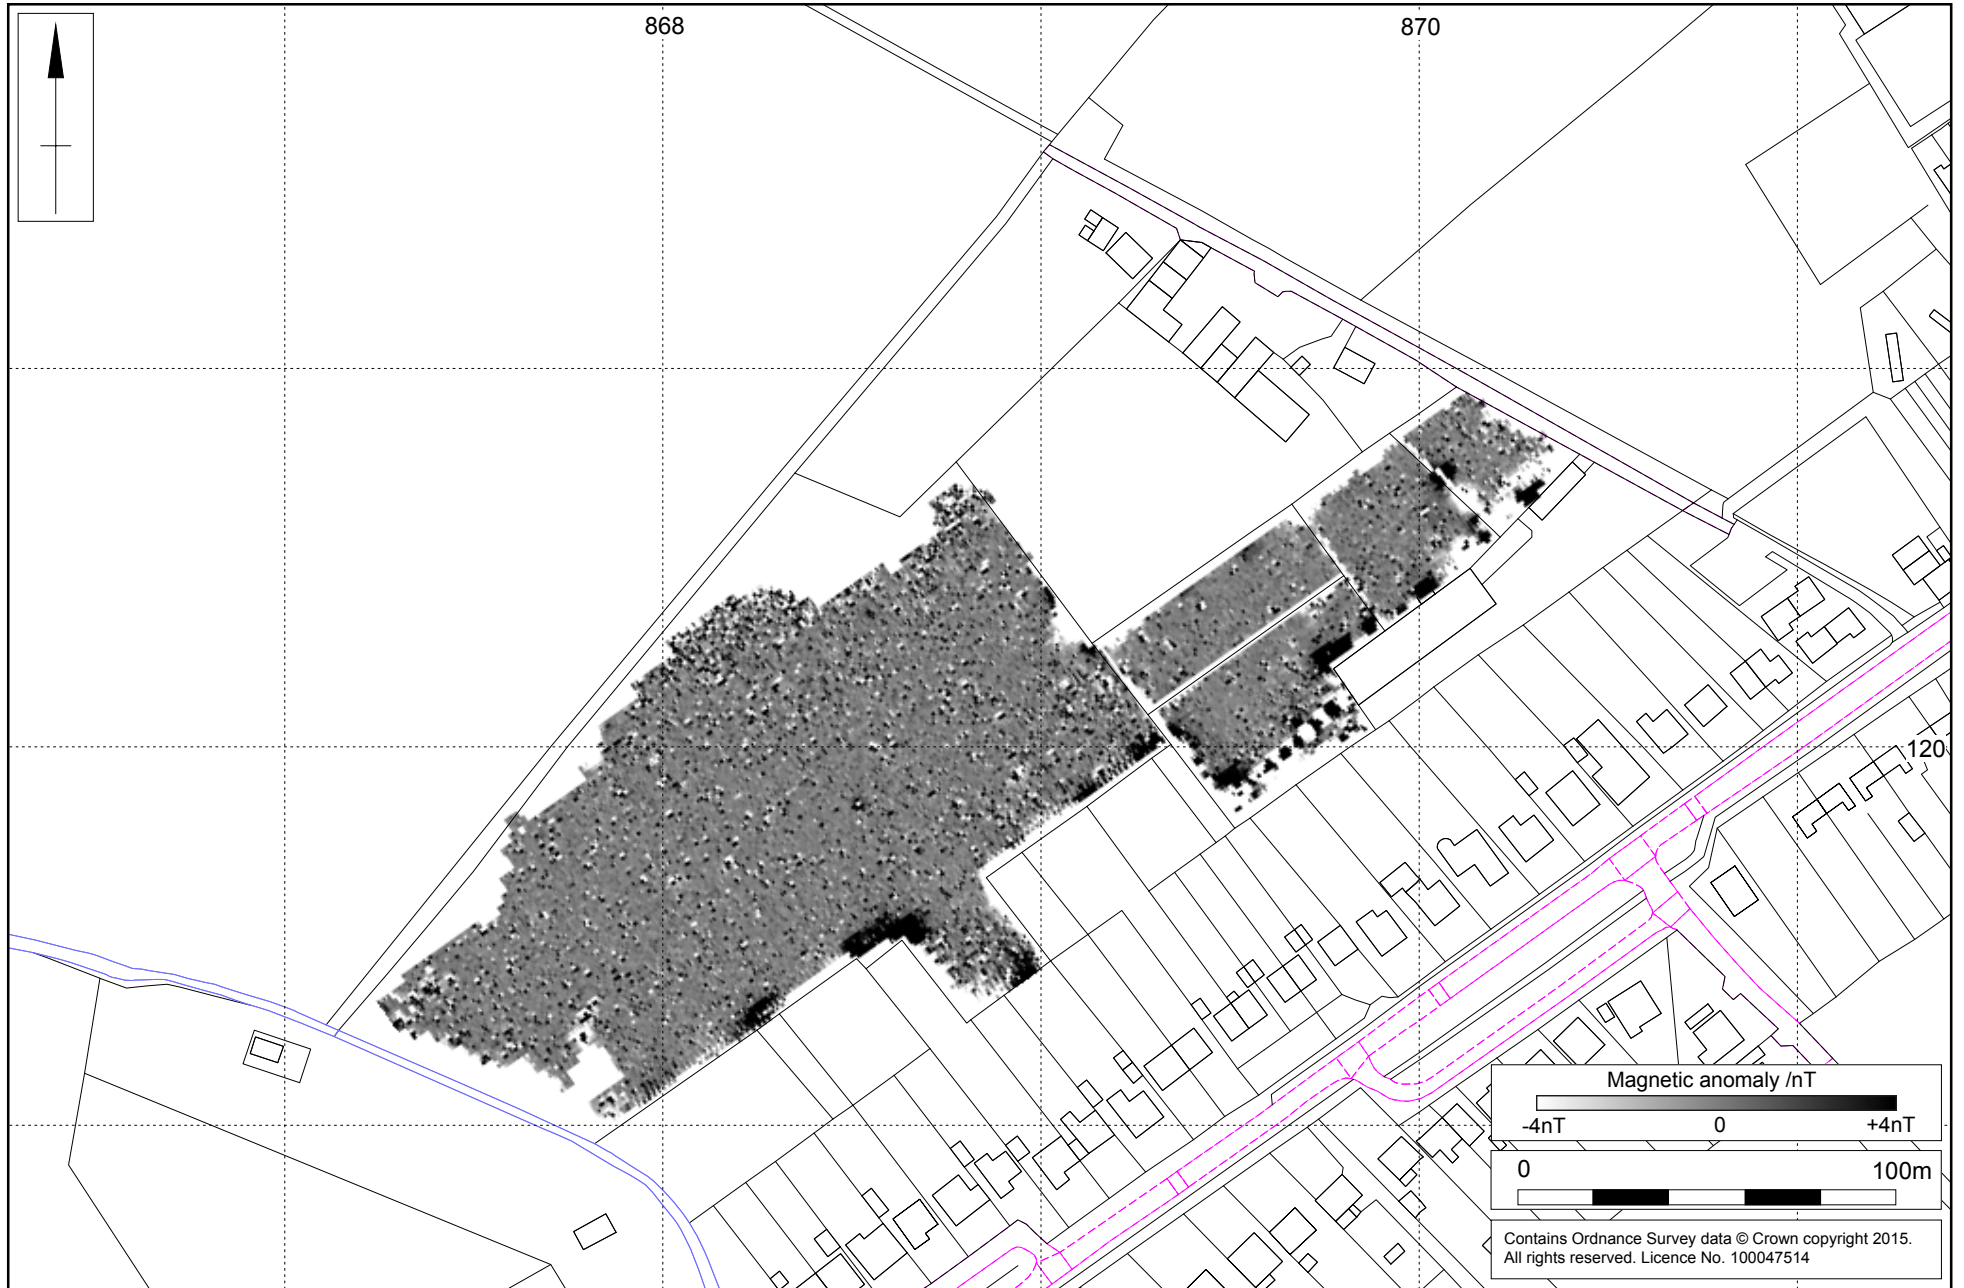 868
870
120
Magnetic anomaly /nT
-4nT 0 +4nT
0 100m
Contains Ordnance Survey data © Crown copyright 2015.
All rights reserved. Licence No. 100047514